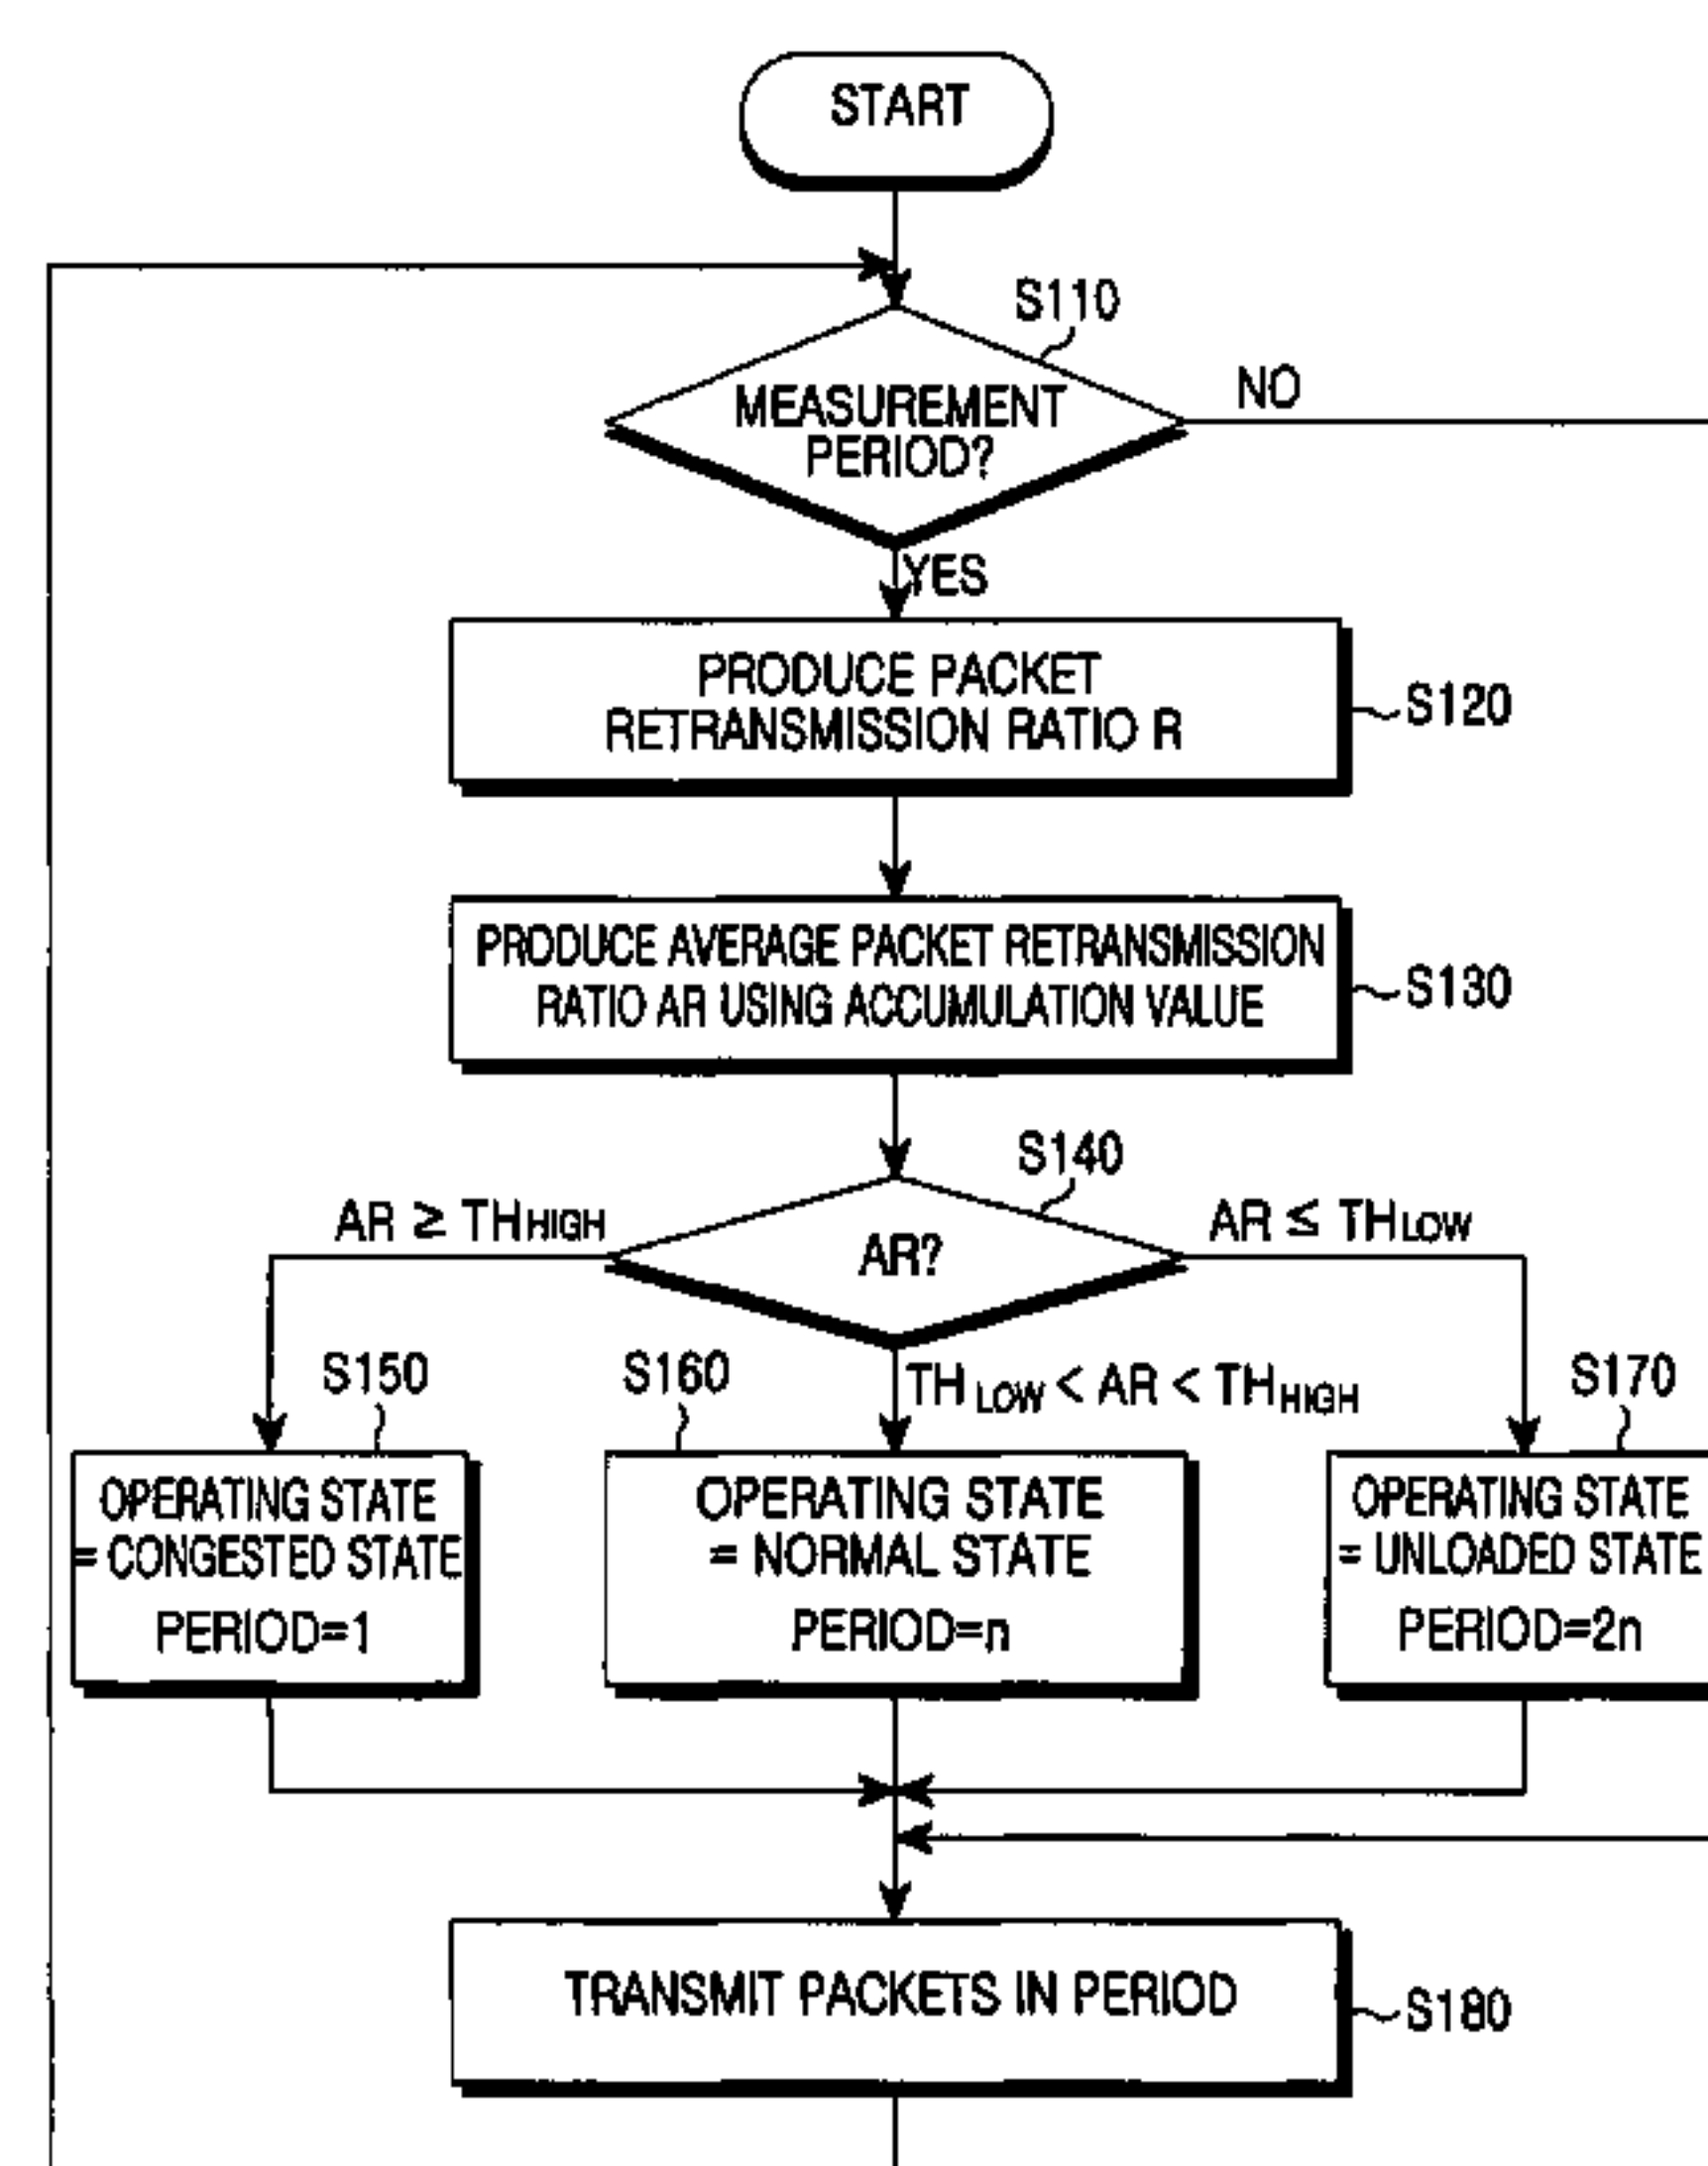 START
S110
MEASUREMENT
PERIOD?
NO
YES
PRODUCE PACKET
RETRANSMISSION RATIO R
S120
PRODUCE AVERAGE PACKET RETRANSMISSION
RATIO AR USING ACCUMULATION VALUE
S130
S140
AR ≥ THHIGH
AR?
AR ≤ THLOW
S150
S160
THLOW < AR < THHIGH
S170
OPERATING STATE
= CONGESTED STATE
PERIOD=1
OPERATING STATE
= NORMAL STATE
PERIOD=n
OPERATING STATE
= UNLOADED STATE
PERIOD=2n
TRANSMIT PACKETS IN PERIOD
S180